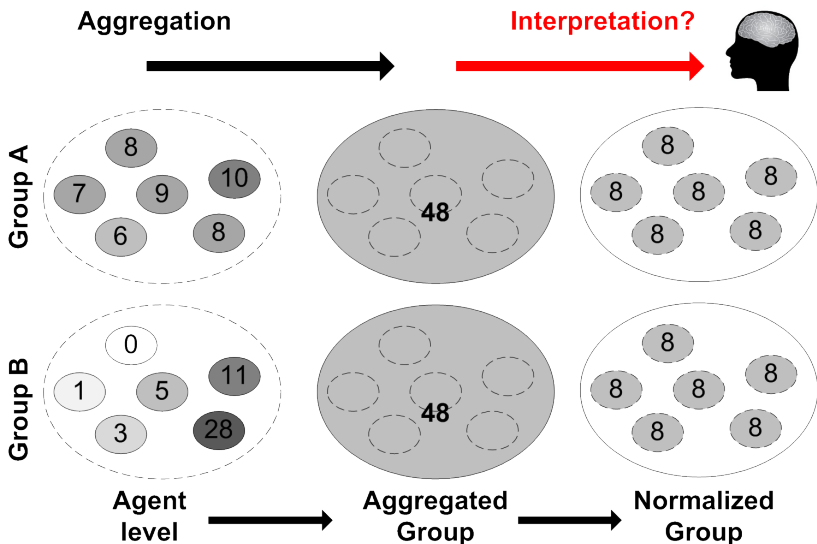 Aggregation
Interpretation?
Group A
8
7
9
10
6
8
48
8
8
8
8
8
8
Group B
0
1
5
11
3
28
48
8
8
8
8
8
8
Agent
level
Aggregated
Group
Normalized
Group